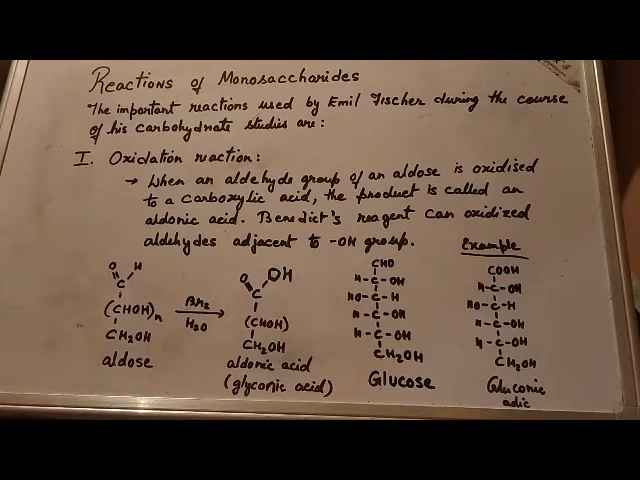 Reactions of Monosaccharides
The important reactions used by Emil Fischer during the course
of his carbohydrate studies are:
I. Oxidation reaction:
→ When an aldehyde group of an aldose is oxidised
to a carboxylic acid, the product is called an
aldonic acid. Benedict's reagent can oxidized
aldehydes adjacent to -OH group.
Example
O H
C
(CHOH)n
CH2OH
aldose
Br2
H2O
O OH
C
(CHOH)
CH2OH
aldonic acid
(glyconic acid)
CHO
H-C-OH
HO-C-H
H-C-OH
H-C-OH
CH2OH
Glucose
COOH
H-C-OH
HO-C-H
H-C-OH
H-C-OH
CH2OH
Gluconic
adic